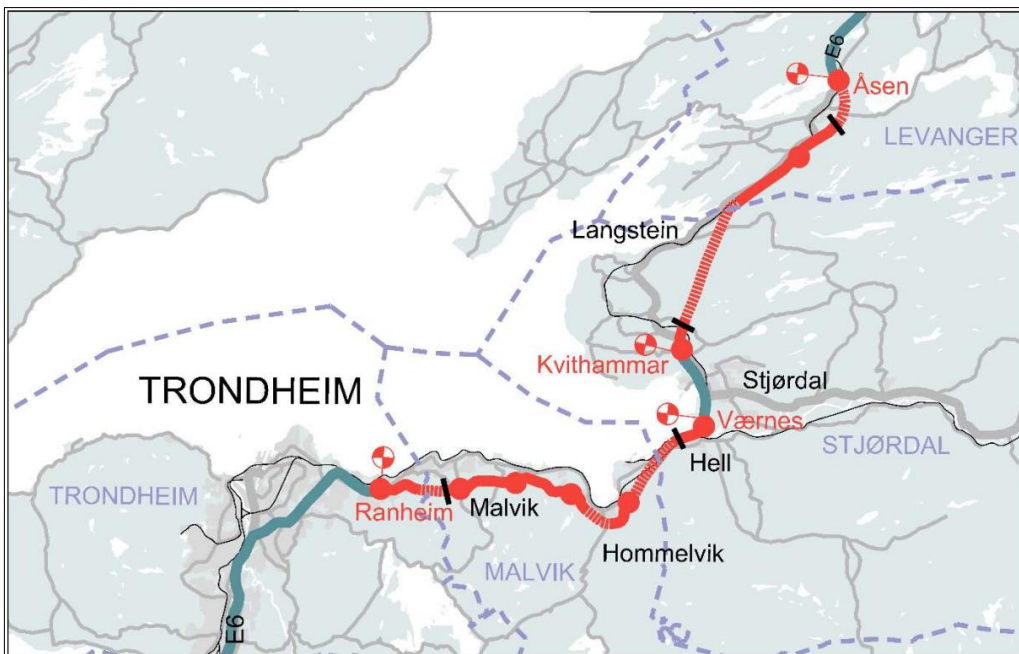 E6
Åsen
LEVANGER
Langstein
Kvithammar
Stjørdal
TRONDHEIM
Værnes
STJØRDAL
Hell
TRONDHEIM
Ranheim
Malvik
Hommelvik
MALVIK
E6